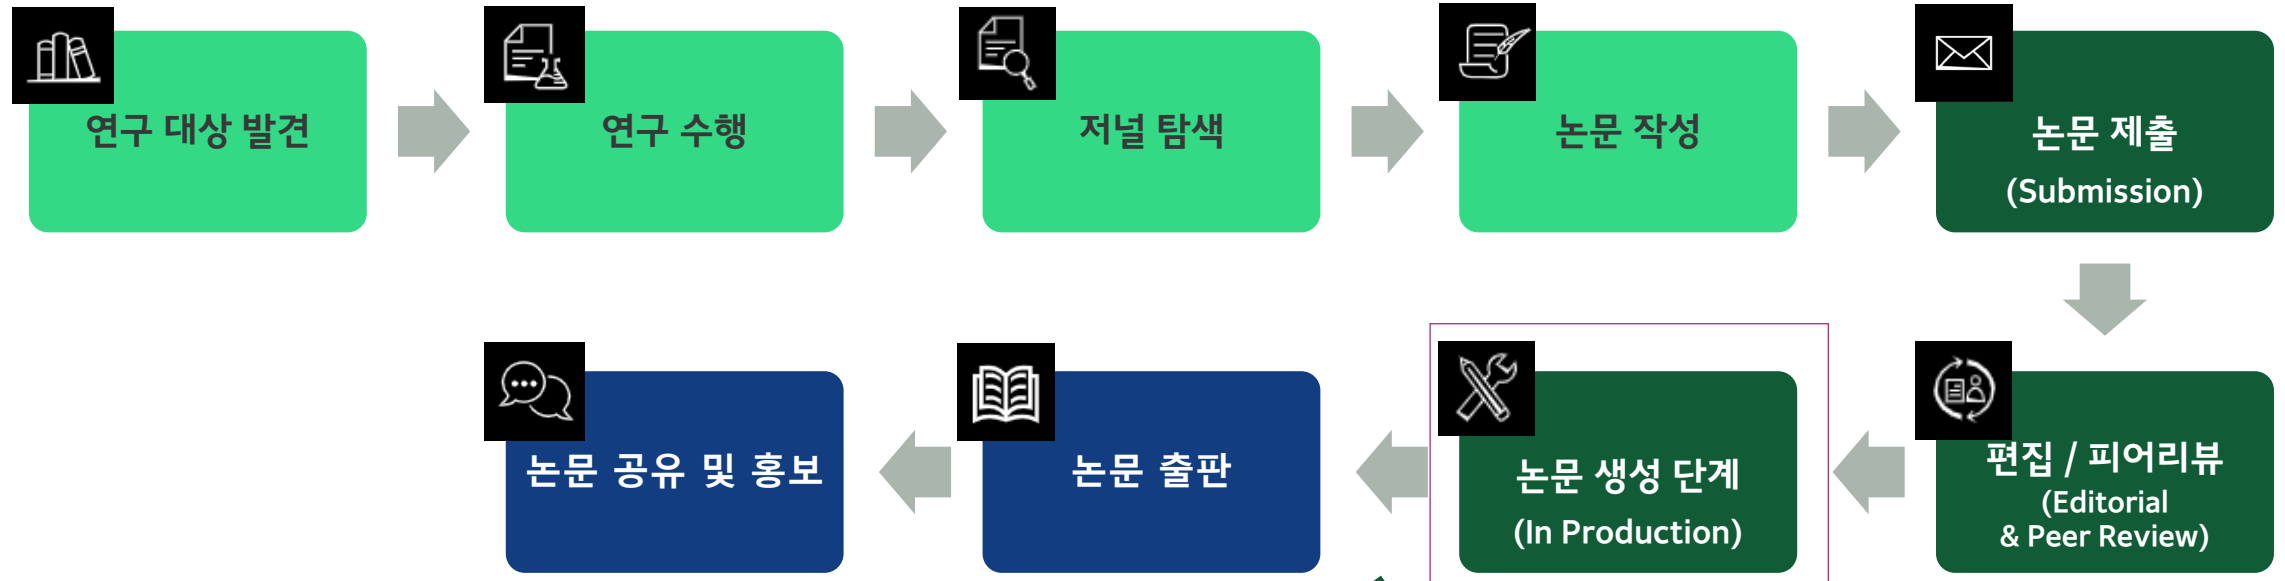 연구 대상 발견
연구 수행
저널 탐색
논문 작성
논문 제출
(Submission)
편집 / 피어리뷰
(Editorial
& Peer Review)
논문 생성 단계
(In Production)
논문 출판
논문 공유 및 홍보